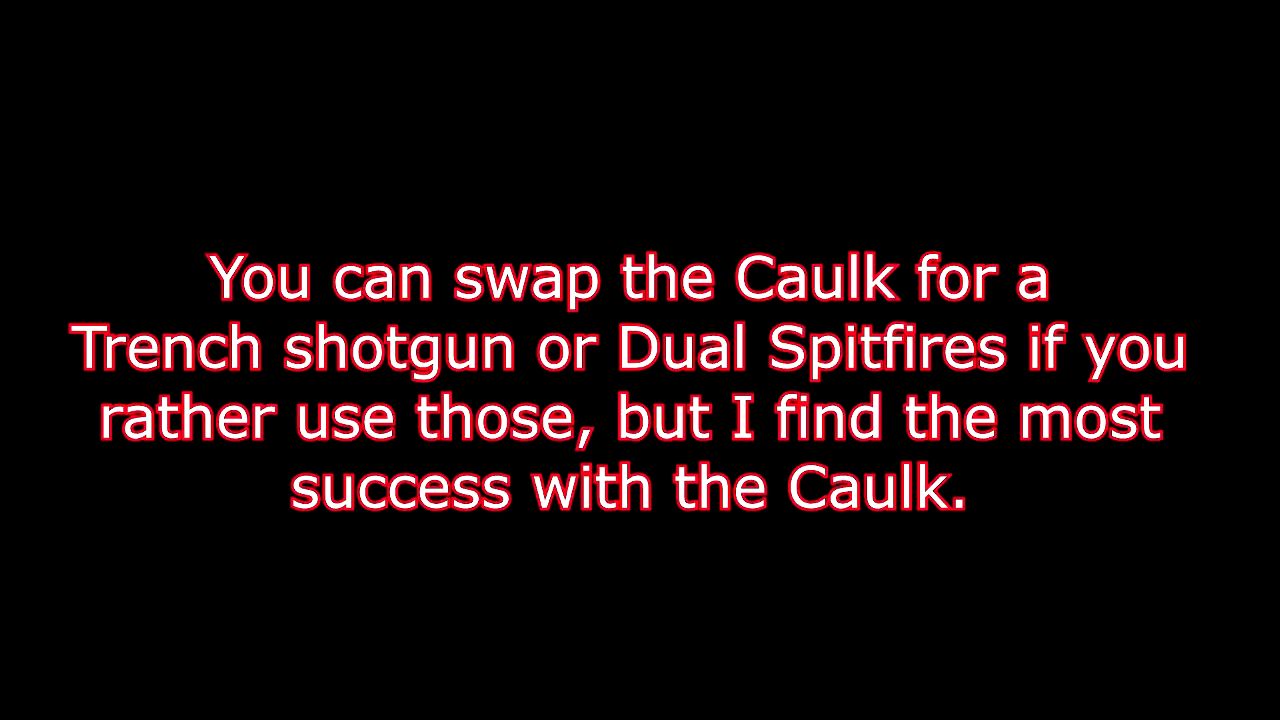 You can swap the Caulk for a
Trench shotgun or Dual Spitfires if you
rather use those, but I find the most
success with the Caulk.